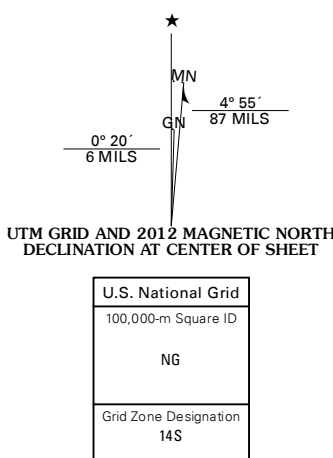 MN
4° 55´
87 MILS
GN
0° 20´
6 MILS
UTM GRID AND 2012 MAGNETIC NORTH
DECLINATION AT CENTER OF SHEET
U.S. National Grid
100,000-m Square ID
NG
Grid Zone Designation
14S